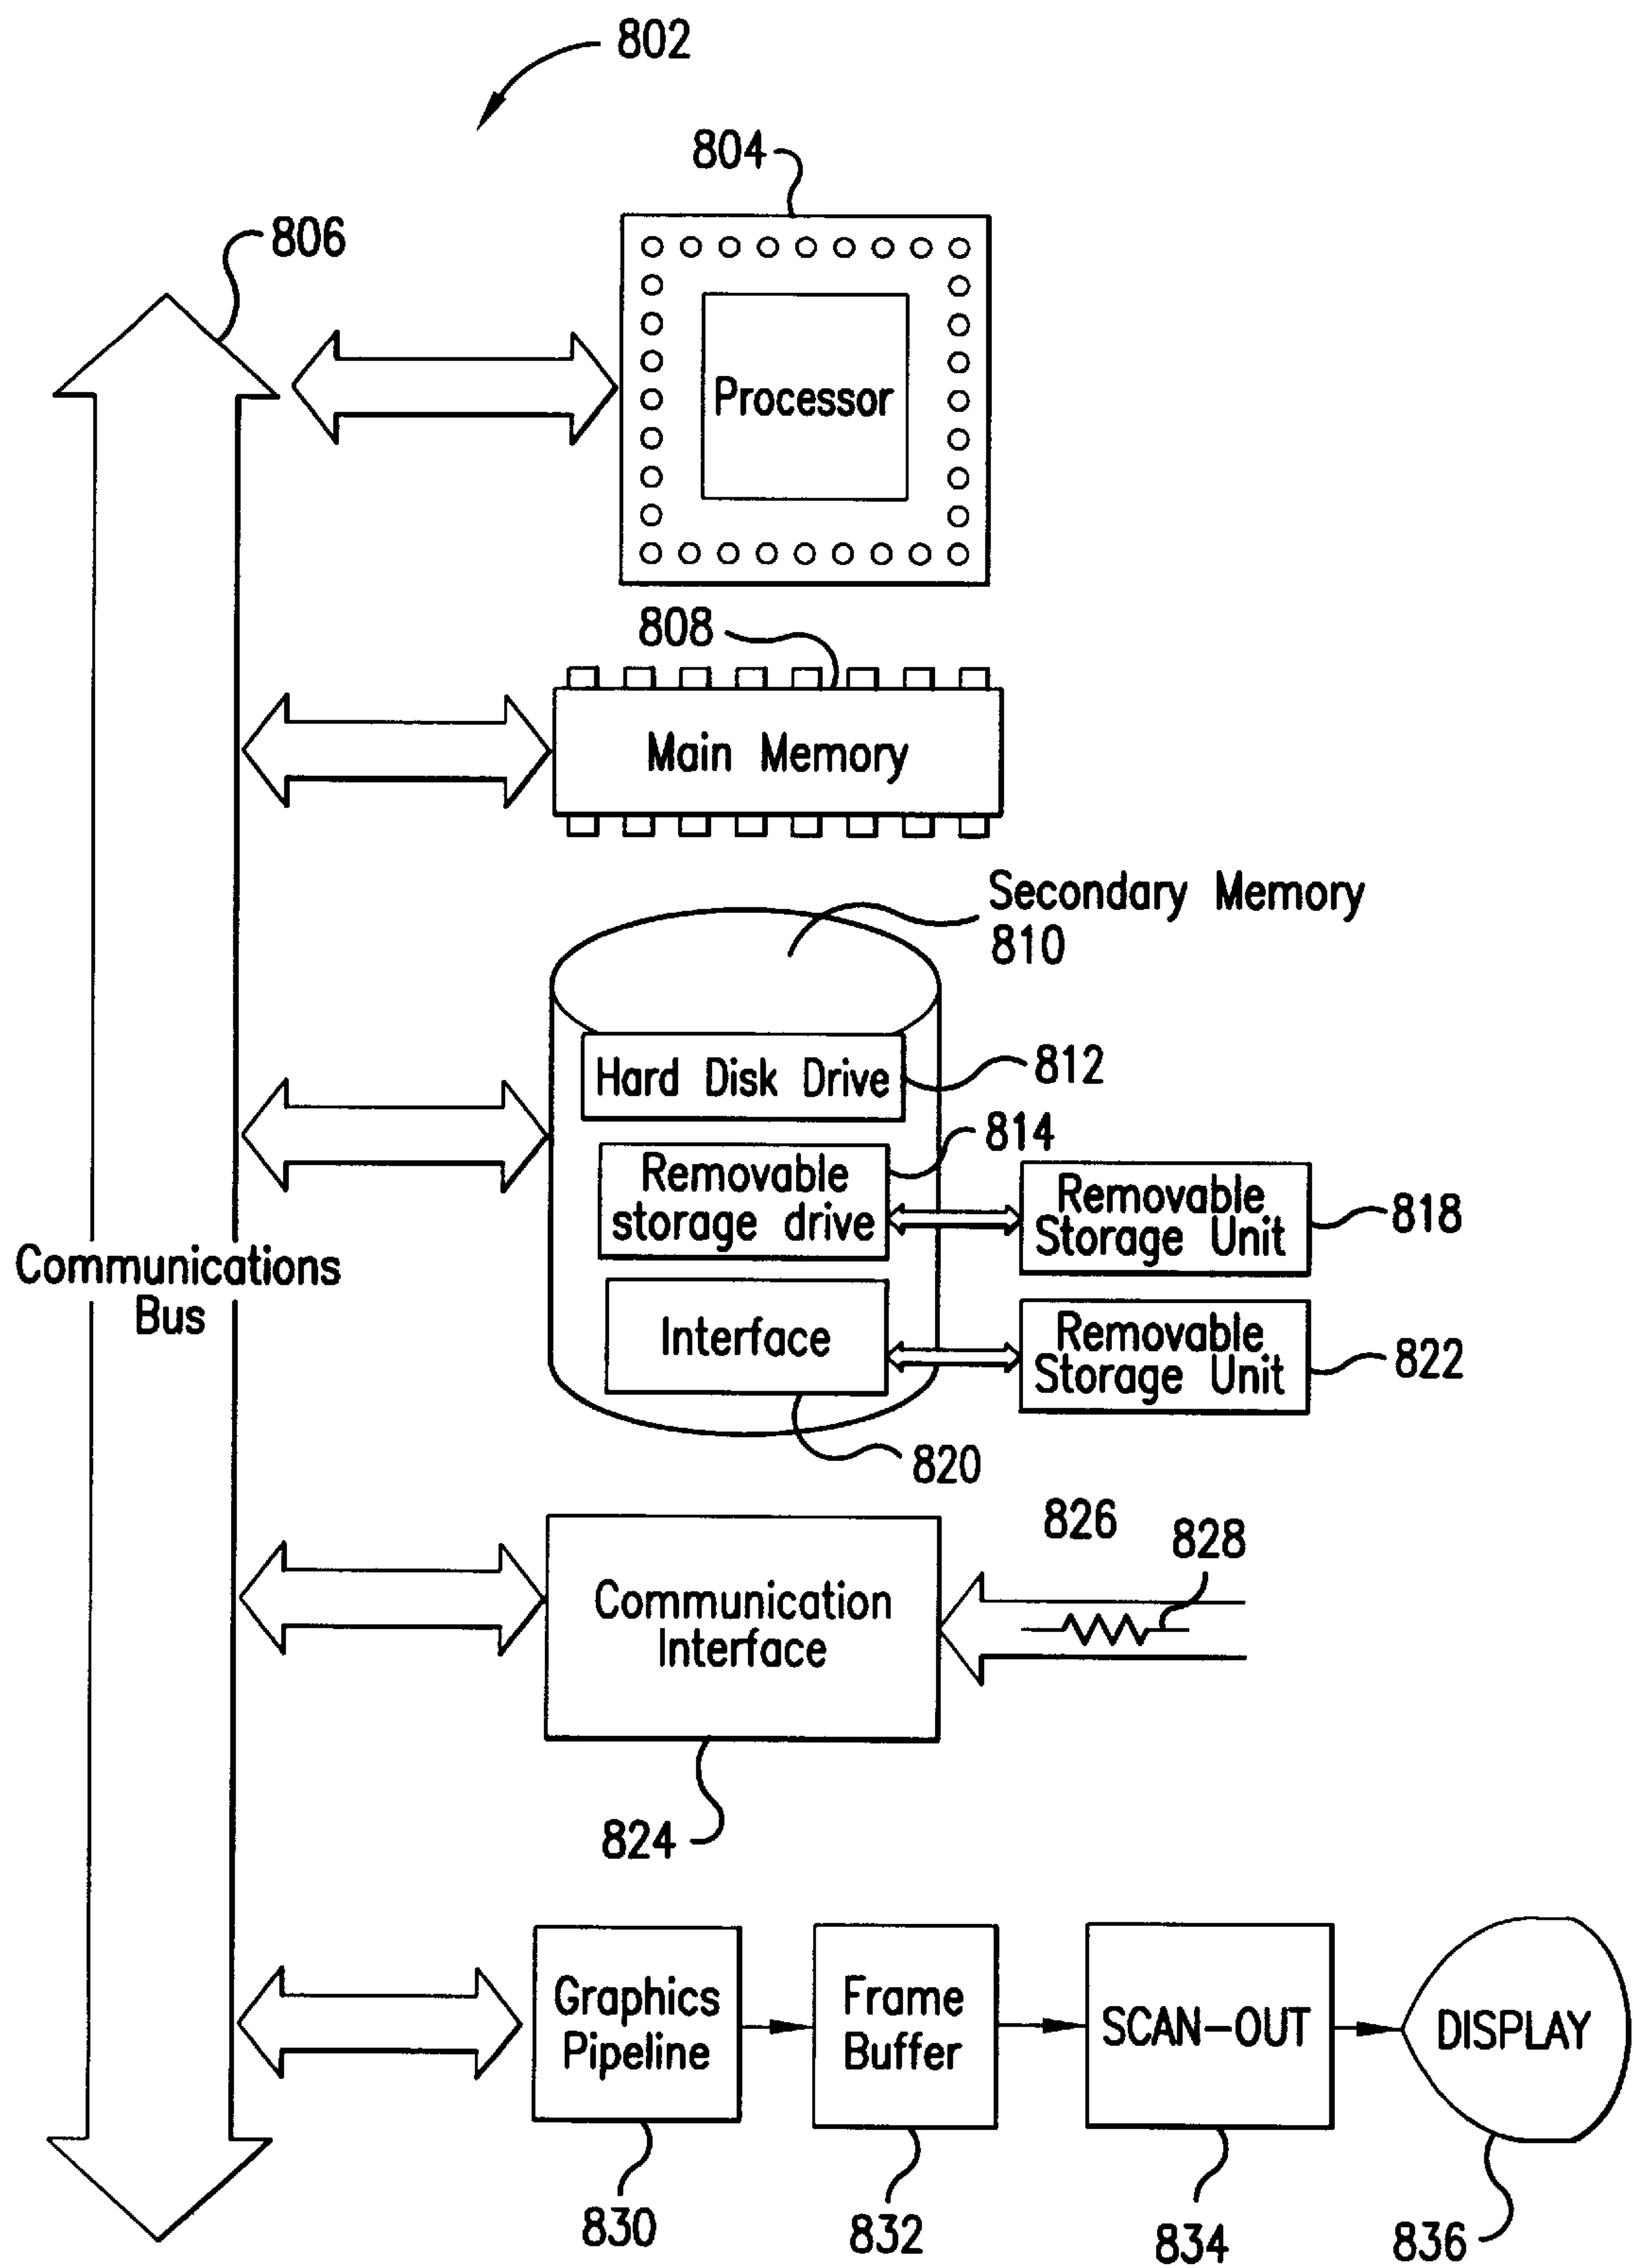 802
804
806
Processor
808
Main Memory
Secondary Memory
810
Hard Disk Drive
812
814
Removable
storage drive
Removable
Storage Unit
818
Communications
Bus
Interface
Removable
Storage Unit
822
820
826
828
Communication
Interface
824
Graphics
Pipeline
Frame
Buffer
SCAN-OUT
DISPLAY
830
832
834
836